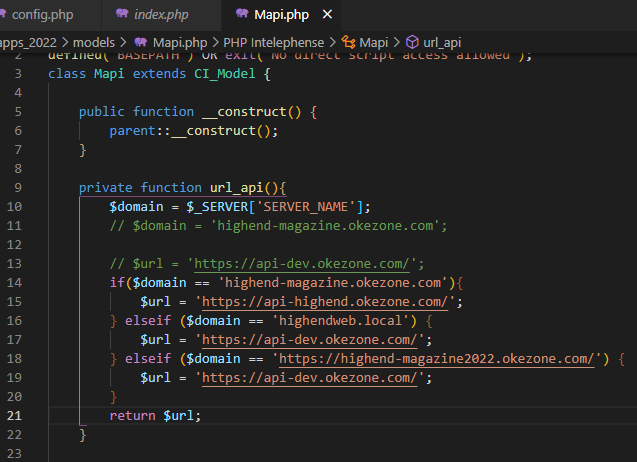 config.php index.php Mapi.php
apps_2022 > models > Mapi.php > PHP Intelephense > Mapi > url_api
2 defined('BASEPATH') OR exit('No direct script access allowed');
3 class Mapi extends CI_Model {
4
5 public function __construct() {
6 parent::__construct();
7 }
8
9 private function url_api(){
10 $domain = $_SERVER['SERVER_NAME'];
11 // $domain = 'highend-magazine.okezone.com';
12
13 // $url = 'https://api-dev.okezone.com/';
14 if($domain == 'highend-magazine.okezone.com'){
15 $url = 'https://api-highend.okezone.com/';
16 } elseif ($domain == 'highendweb.local') {
17 $url = 'https://api-dev.okezone.com/';
18 } elseif ($domain == 'https://highend-magazine2022.okezone.com/') {
19 $url = 'https://api-dev.okezone.com/';
20 }
21 return $url;
22 }
23